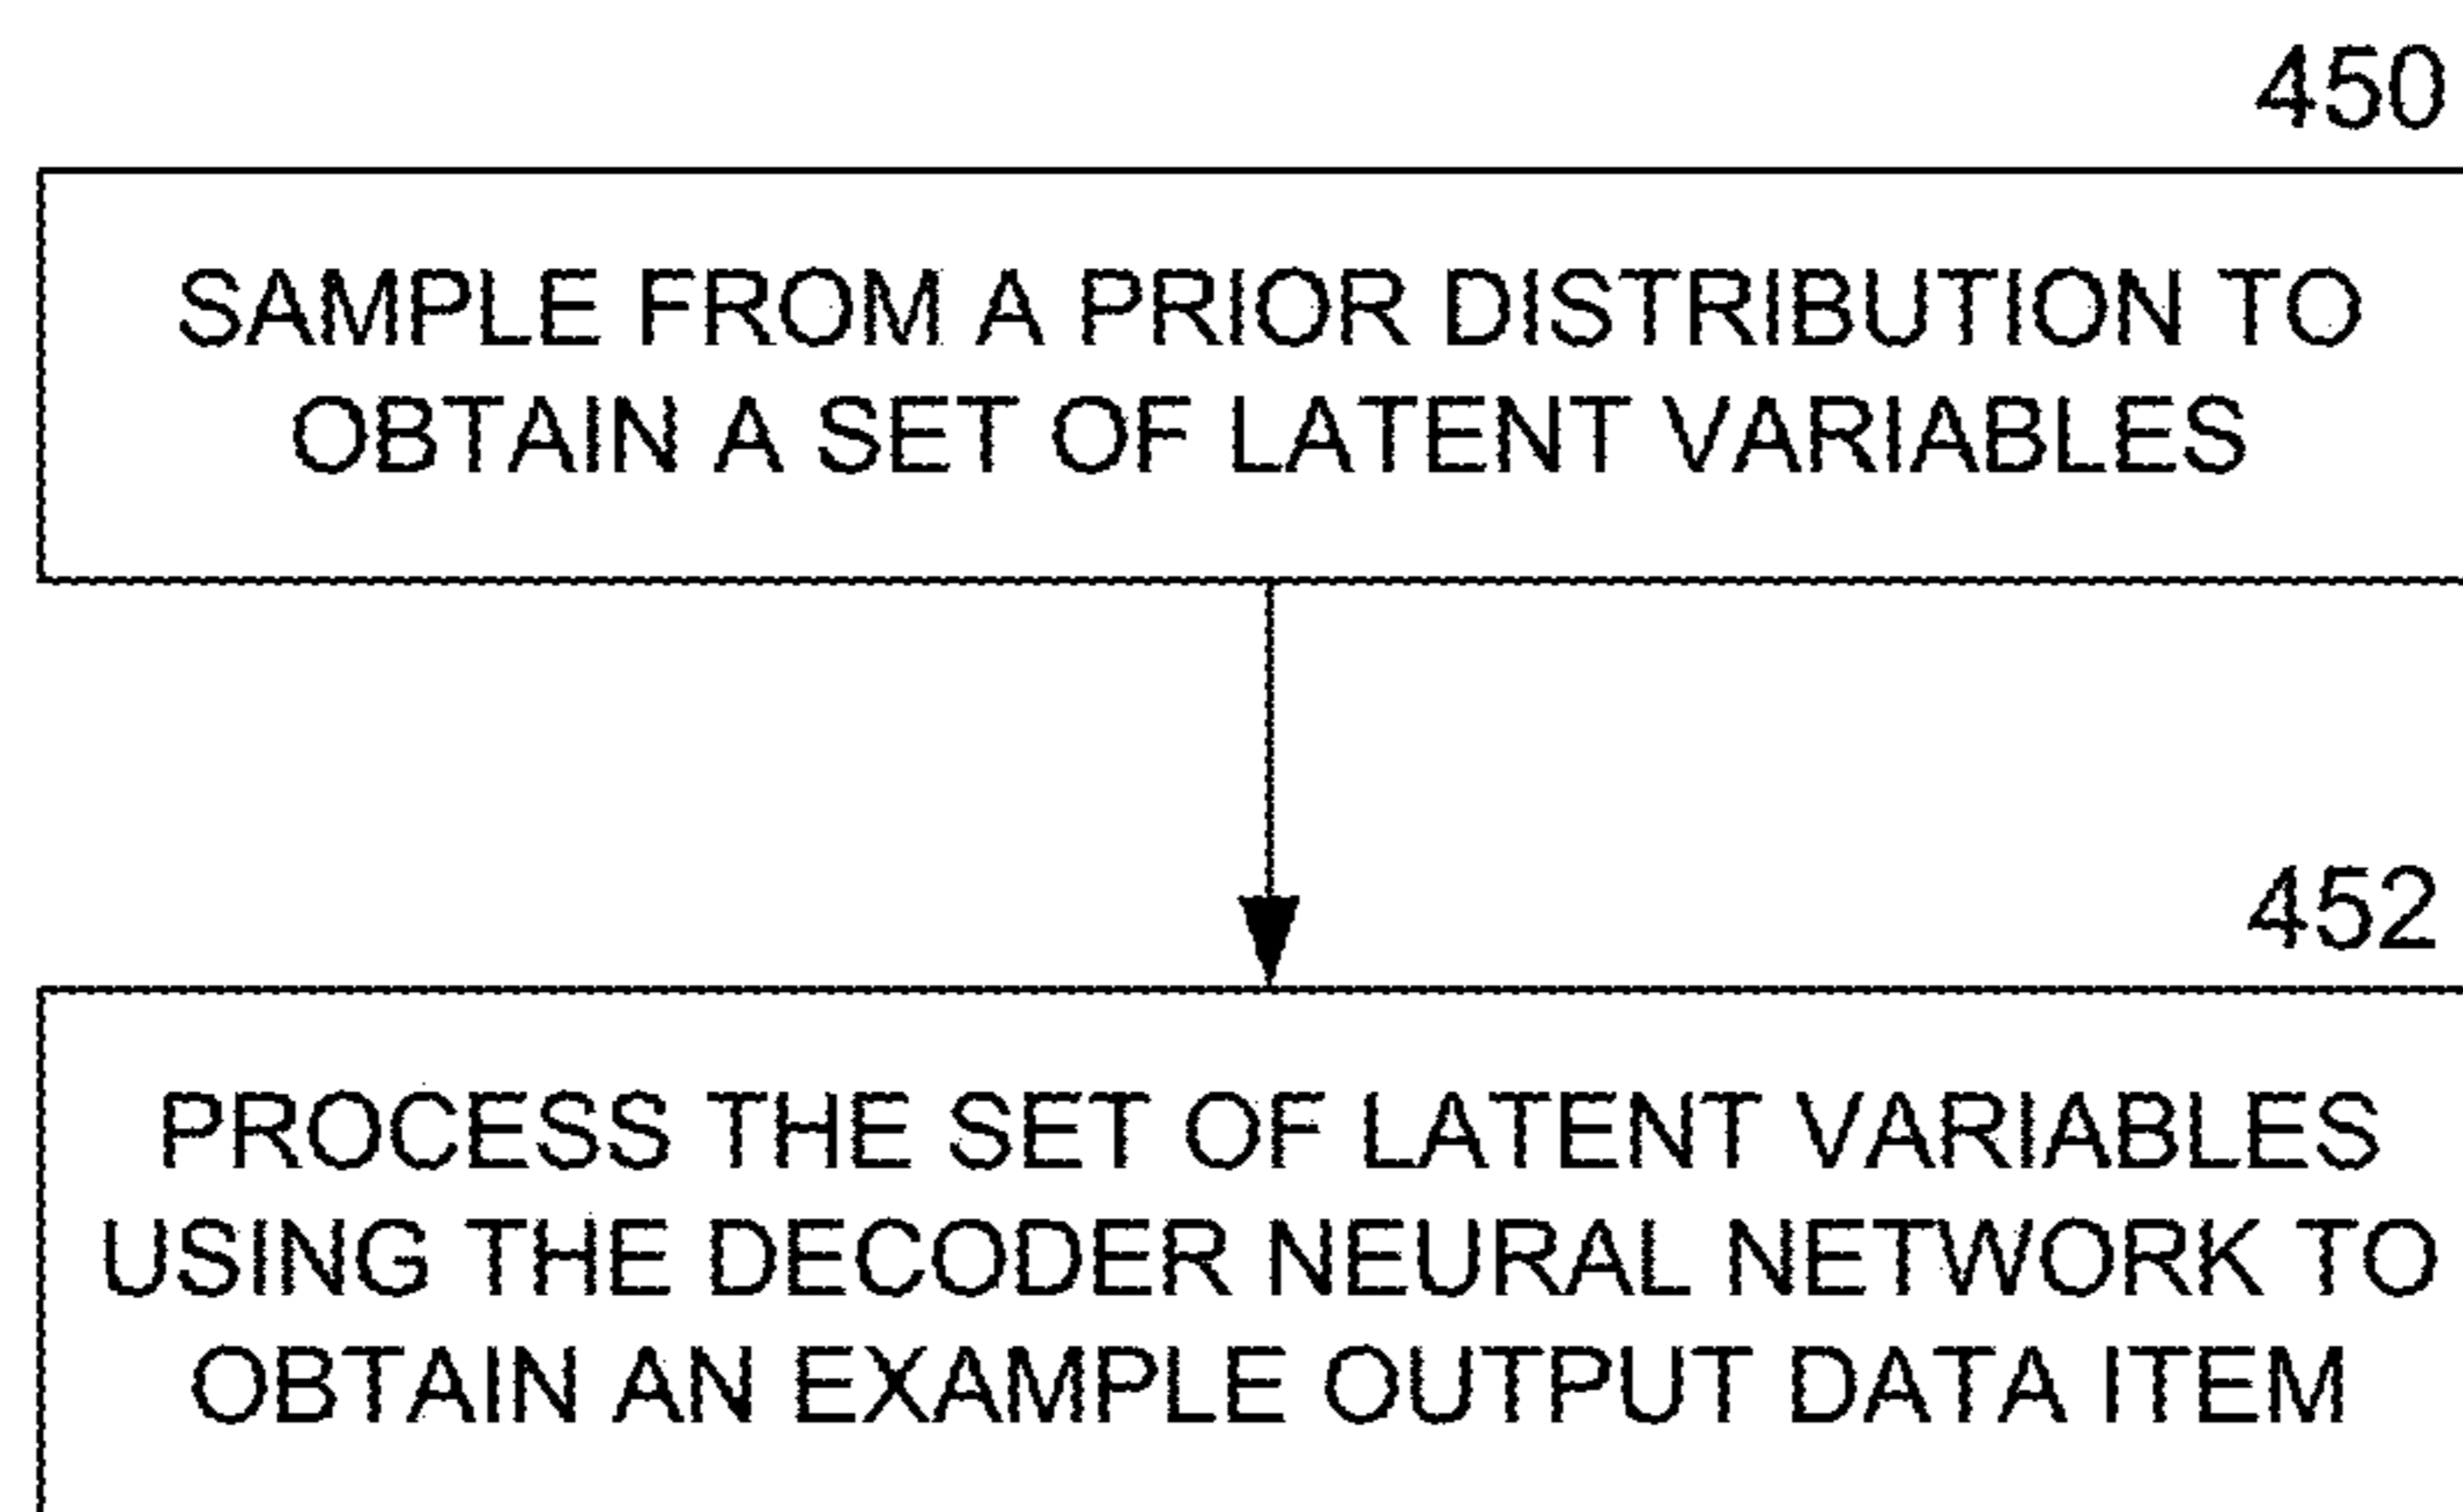 450
SAMPLE FROM A PRIOR DISTRIBUTION TO
OBTAIN A SET OF LATENT VARIABLES
452
PROCESS THE SET OF LATENT VARIABLES
USING THE DECODER NEURAL NETWORK TO
OBTAIN AN EXAMPLE OUTPUT DATA ITEM